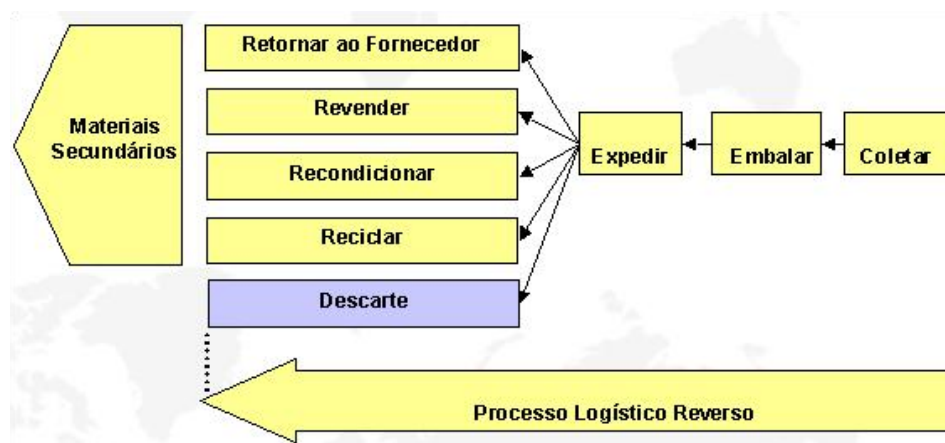 Retornar ao Fornecedor
Revender
Materiais
Secundários
Expedir
Embalar
Coletar
Recondicionar
Reciclar
Descarte
Processo Logístico Reverso